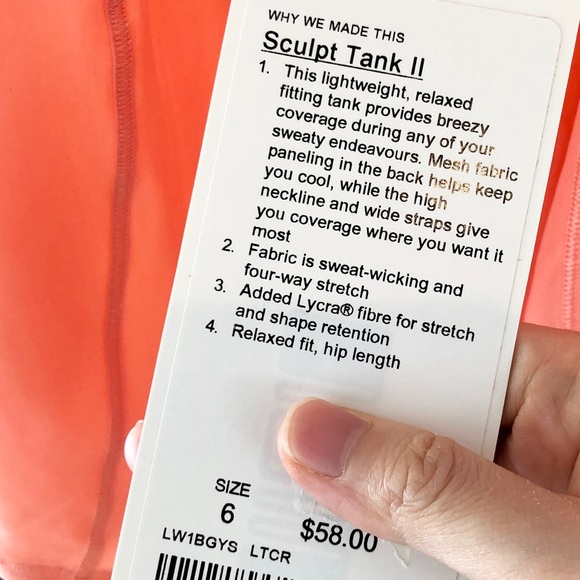 WHY WE MADE THIS
Sculpt Tank II
1. This lightweight, relaxed
fitting tank provides breezy
coverage during any of your
sweaty endeavours. Mesh fabric
paneling in the back helps keep
you cool, while the high
neckline and wide straps give
you coverage where you want it
most
2. Fabric is sweat-wicking and
four-way stretch
3. Added Lycra® fibre for stretch
and shape retention
4. Relaxed fit, hip length
SIZE
6
$58.00
LW1BGYS LTCR